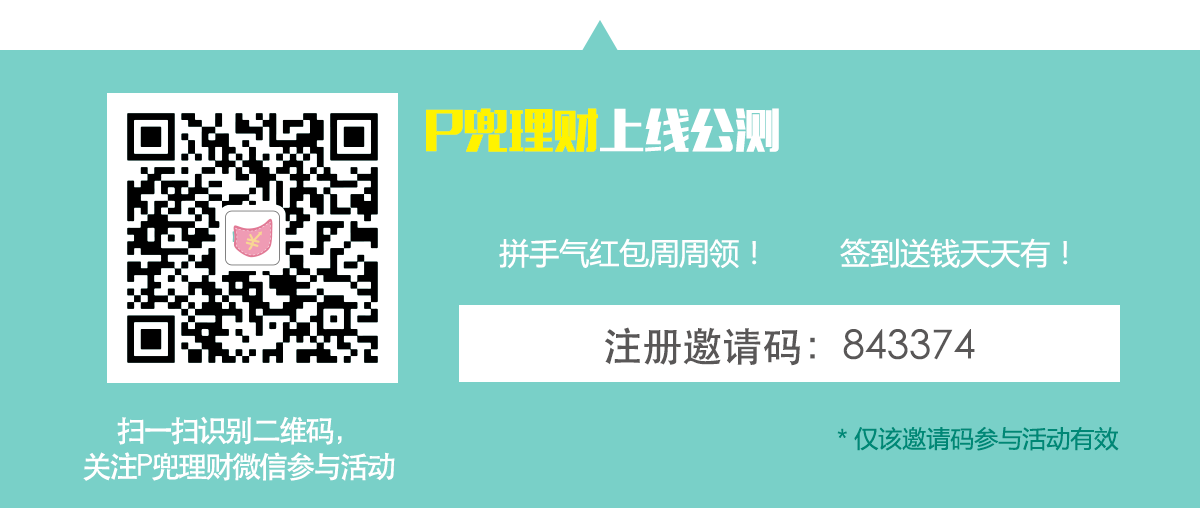 P兜理财上线公测
拼手气红包周周领！
签到送钱天天有！
注册邀请码：843374
扫一扫识别二维码，
关注P兜理财微信参与活动
* 仅该邀请码参与活动有效